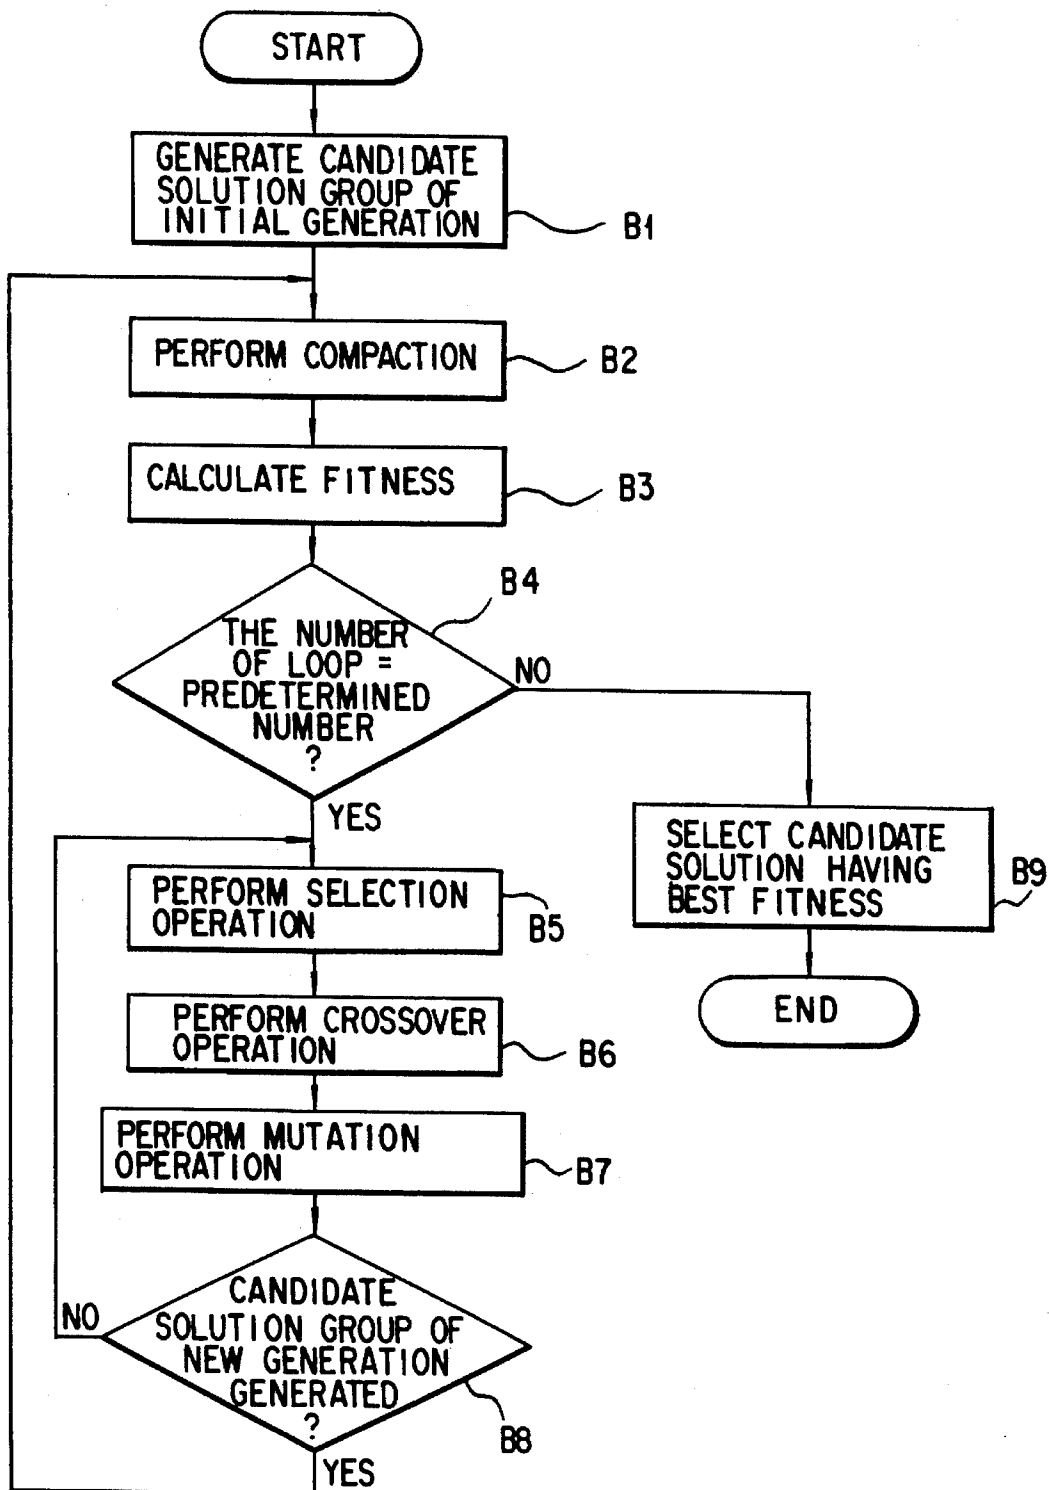 START
GENERATE CANDIDATE
SOLUTION GROUP OF
INITIAL GENERATION
B1
PERFORM COMPACTION
B2
CALCULATE FITNESS
B3
B4
THE NUMBER
OF LOOP =
PREDETERMINED
NUMBER
?
NO
YES
SELECT CANDIDATE
SOLUTION HAVING
BEST FITNESS
B9
END
PERFORM SELECTION
OPERATION
B5
PERFORM CROSSOVER
OPERATION
B6
PERFORM MUTATION
OPERATION
B7
CANDIDATE
SOLUTION GROUP OF
NEW GENERATION
GENERATED
?
NO
B8
YES